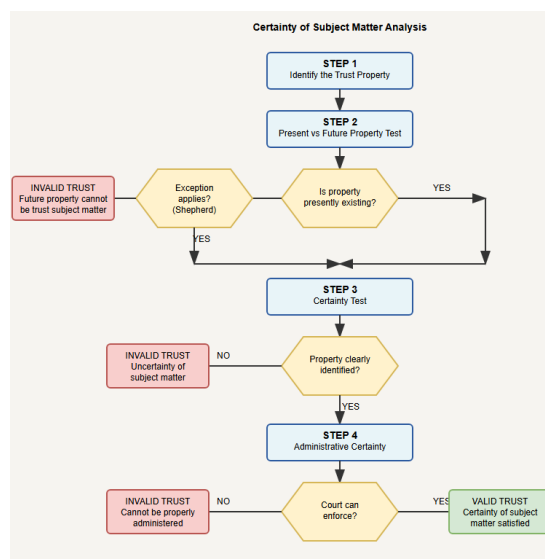 Certainty of Subject Matter Analysis
STEP 1
Identify the Trust Property
STEP 2
Present vs Future Property Test
INVALID TRUST
Future property cannot
be trust subject matter
Exception
applies?
(Shepherd)
Is property
presently existing?
YES
YES
STEP 3
Certainty Test
INVALID TRUST
Uncertainty of
subject matter
NO
Property clearly
identified?
YES
STEP 4
Administrative Certainty
INVALID TRUST
Cannot be properly
administered
NO
Court can
enforce?
YES
VALID TRUST
Certainty of subject
matter satisfied